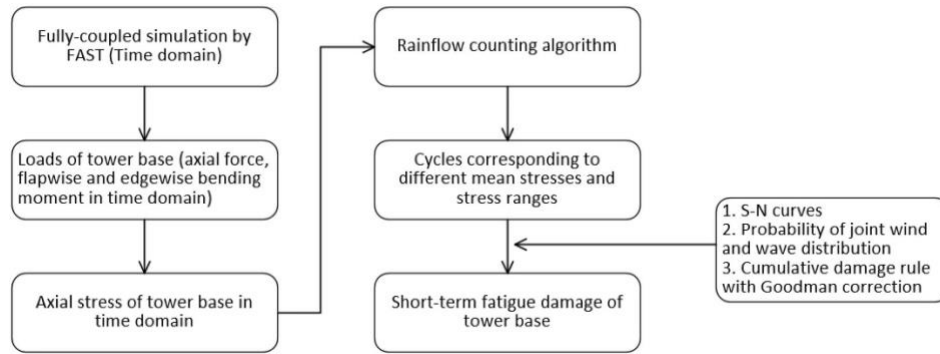 Fully-coupled simulation by
FAST (Time domain)
Loads of tower base (axial force,
flapwise and edgewise bending
moment in time domain)
Axial stress of tower base in
time domain
Rainflow counting algorithm
Cycles corresponding to
different mean stresses and
stress ranges
1. S-N curves
2. Probability of joint wind
and wave distribution
3. Cumulative damage rule
with Goodman correction
Short-term fatigue damage of
tower base